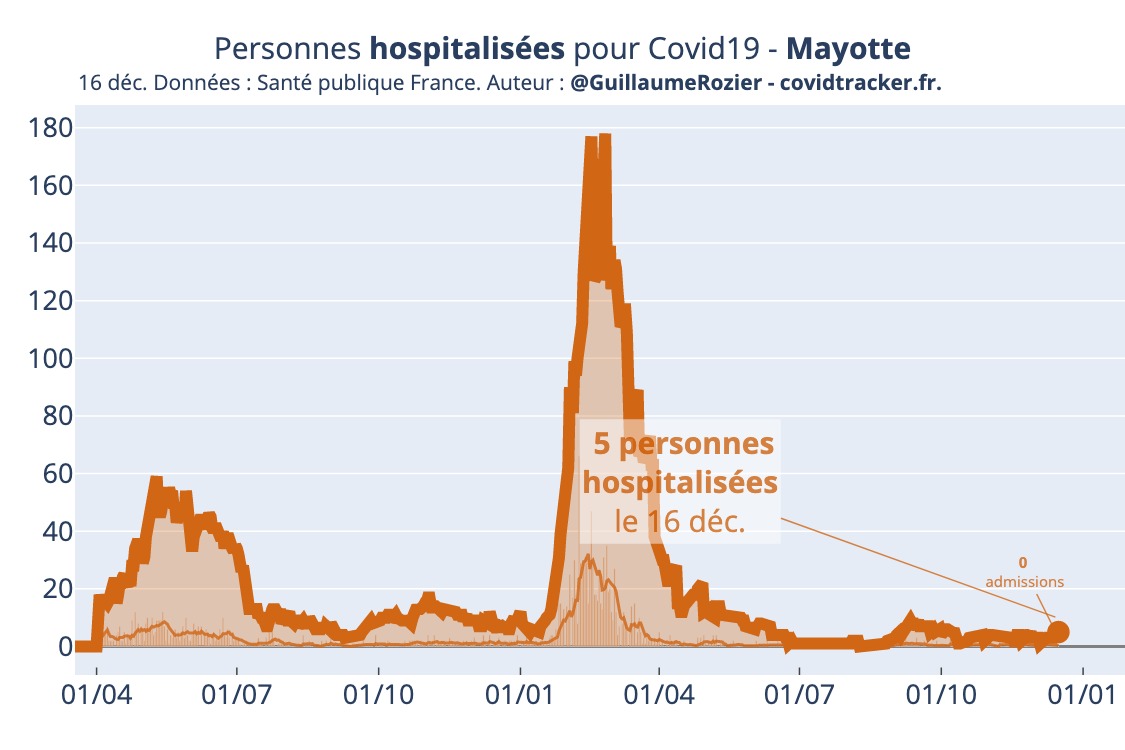 Personnes hospitalisées pour Covid19 - Mayotte
16 déc. Données : Santé publique France. Auteur : @GuillaumeRozier - covidtracker.fr.
180
160
140
120
100
80
60
40
20
0
5 personnes
hospitalisées
le 16 déc.
0
admissions
01/04 01/07 01/10 01/01 01/04 01/07 01/10 01/01